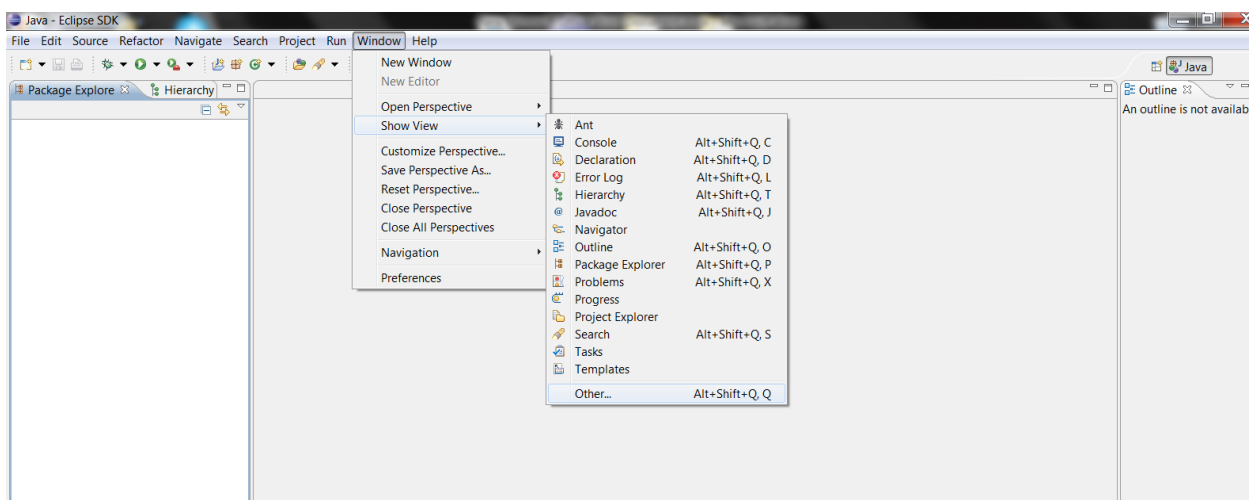 Java - Eclipse SDK
File Edit Source Refactor Navigate Search Project Run Window Help
Java
Package Explore Hierarchy
Outline
An outline is not availab
New Window
New Editor
Open Perspective
Show View
Customize Perspective...
Save Perspective As...
Reset Perspective...
Close Perspective
Close All Perspectives
Navigation
Preferences
Ant
Console Alt+Shift+Q, C
Declaration Alt+Shift+Q, D
Error Log Alt+Shift+Q, L
Hierarchy Alt+Shift+Q, T
Javadoc Alt+Shift+Q, J
Navigator
Outline Alt+Shift+Q, O
Package Explorer Alt+Shift+Q, P
Problems Alt+Shift+Q, X
Progress
Project Explorer
Search Alt+Shift+Q, S
Tasks
Templates
Other... Alt+Shift+Q, Q